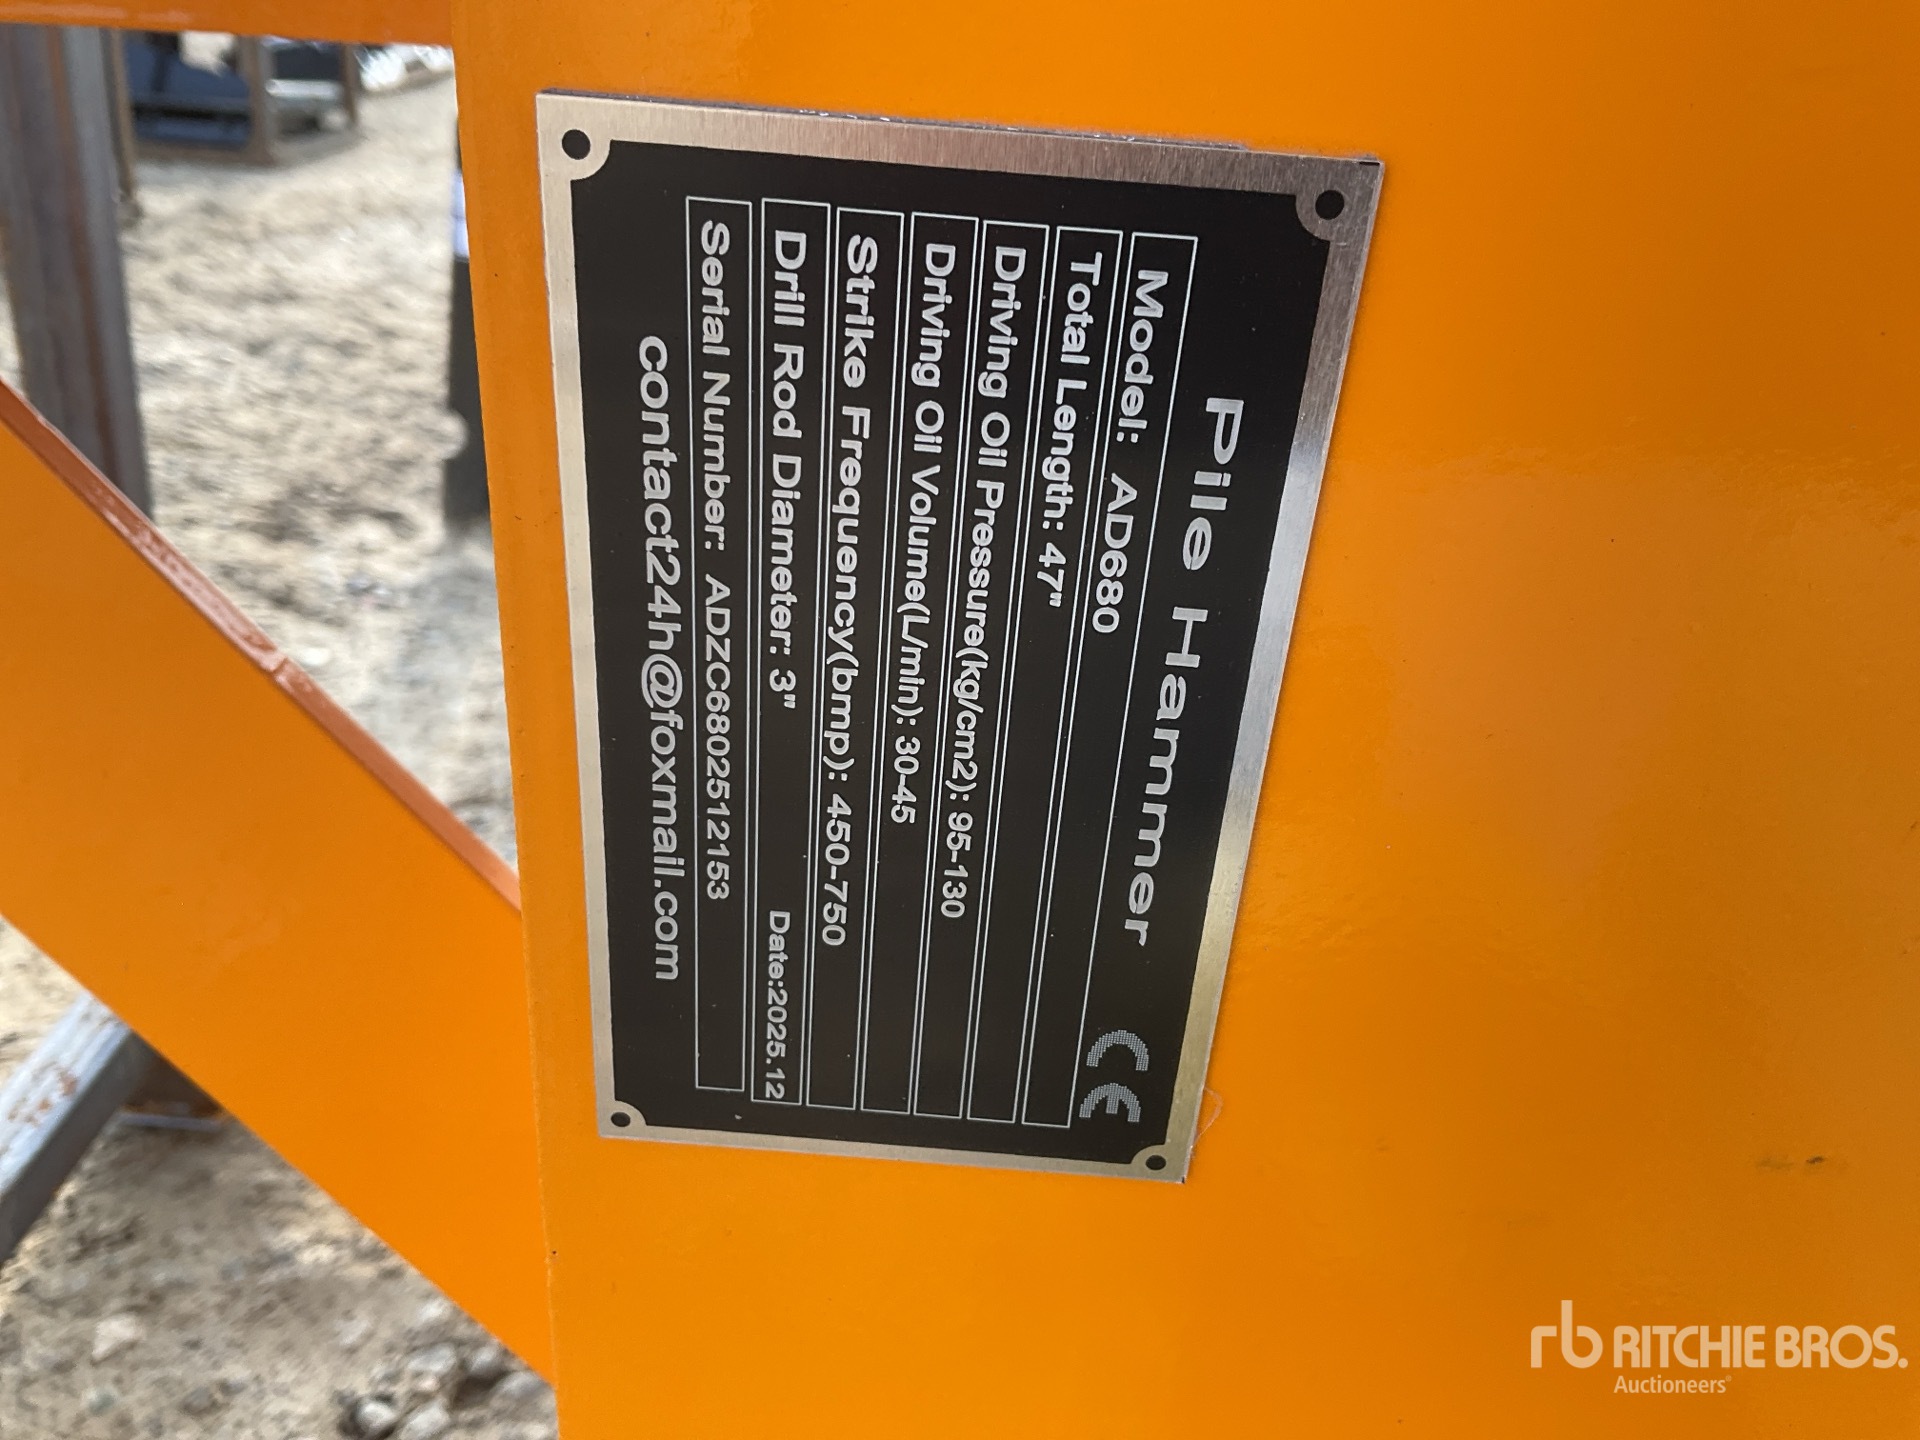 Pile Hammer
CE
Model: AD680
Total Length: 47"
Driving Oil Pressure(kg/cm2): 95-130
Driving Oil Volume(L/min): 30-45
Strike Frequency(bmp): 450-750
Drill Rod Diameter: 3" Date:2025.12
Serial Number: ADZC6802512153
contact24h@foxmail.com
rb RITCHIE BROS.
Auctioneers